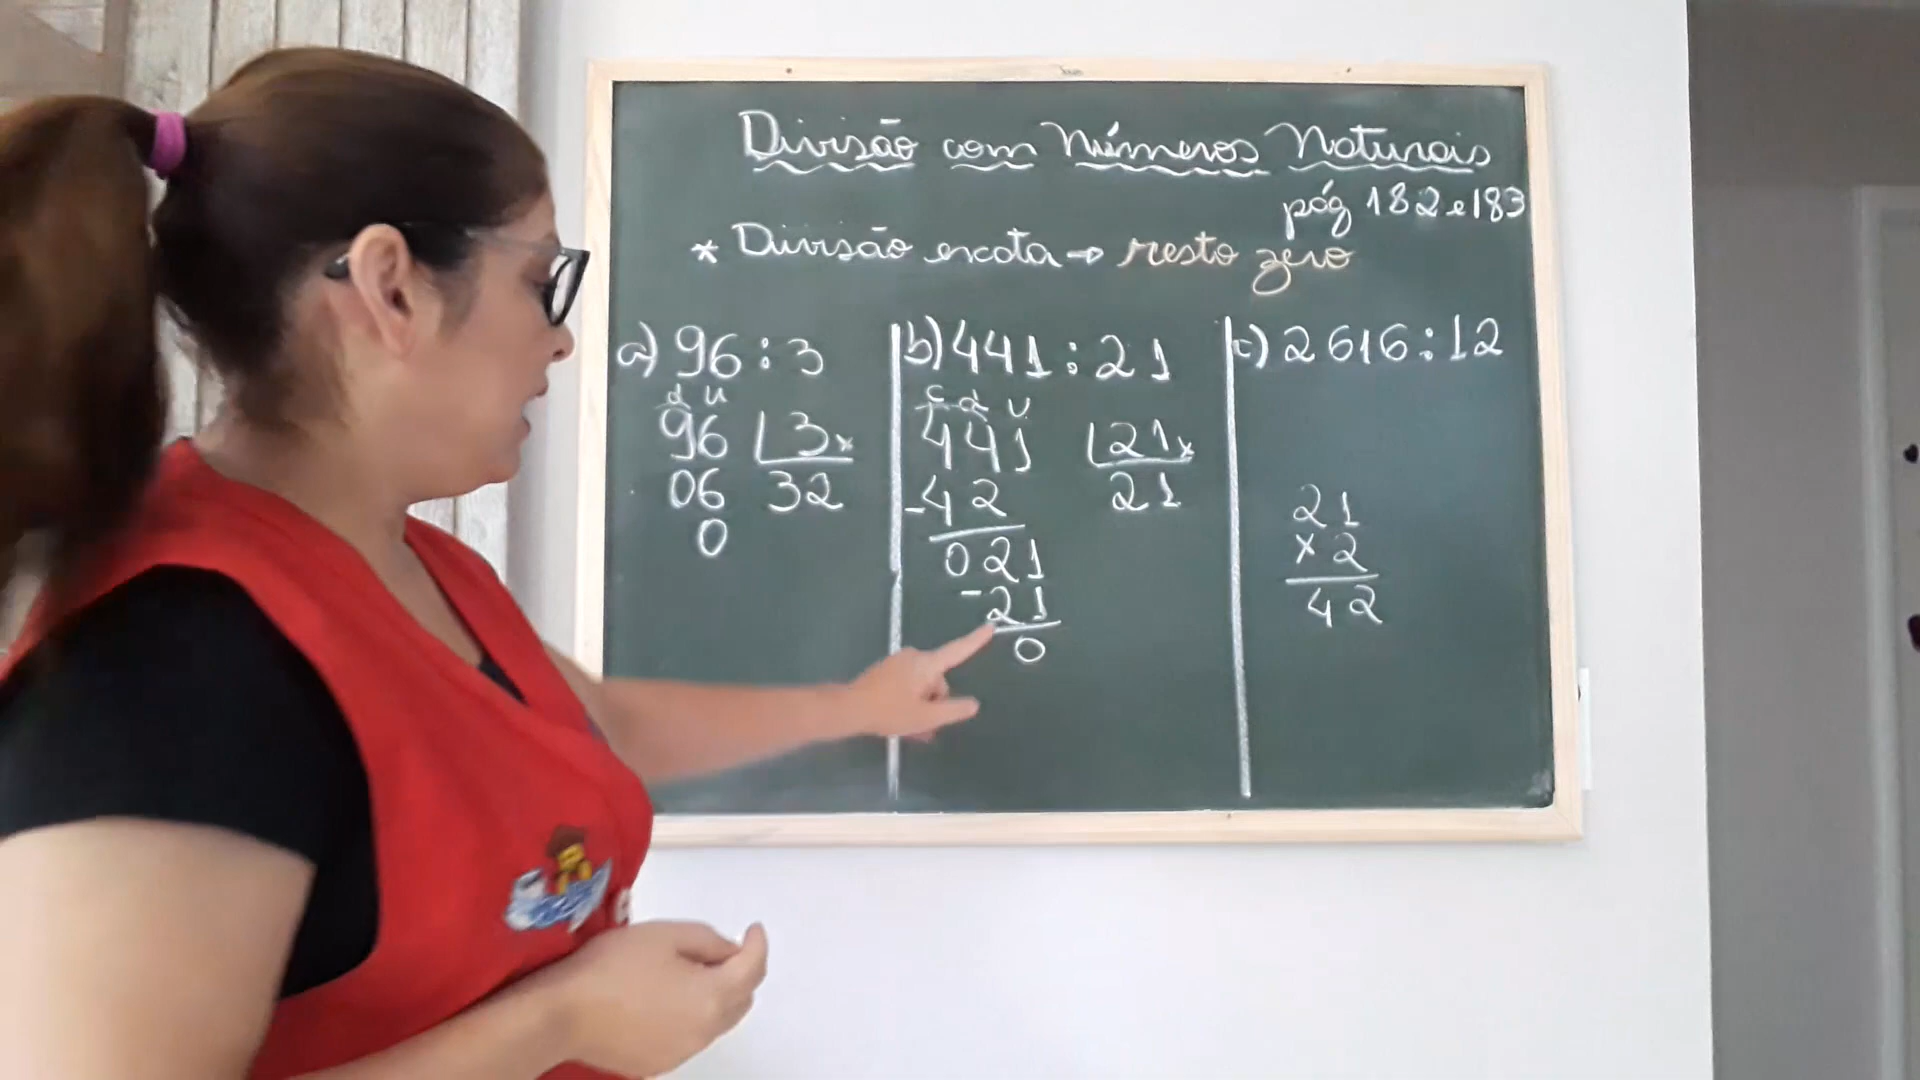 Divisão com Números Naturais
pág 182 e 183
* Divisão exata → resto zero
a) 96 : 3
d u
96 3 x
06 32
0
b) 441 : 21
c d u
441 21 x
-42 21
021
-21
0
c) 2616 : 12
21
x 2
42